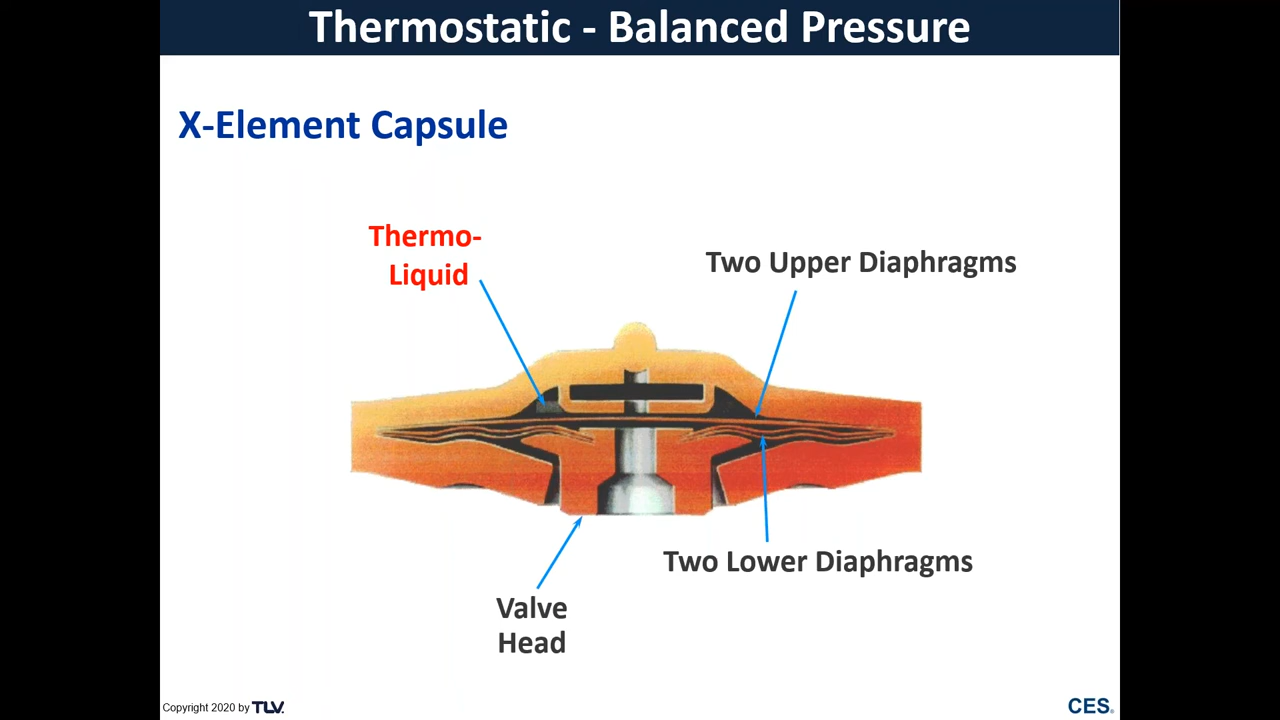 Thermostatic - Balanced Pressure
X-Element Capsule
Thermo-
Liquid
Two Upper Diaphragms
Two Lower Diaphragms
Valve
Head
Copyright 2020 by TLV.
CES®